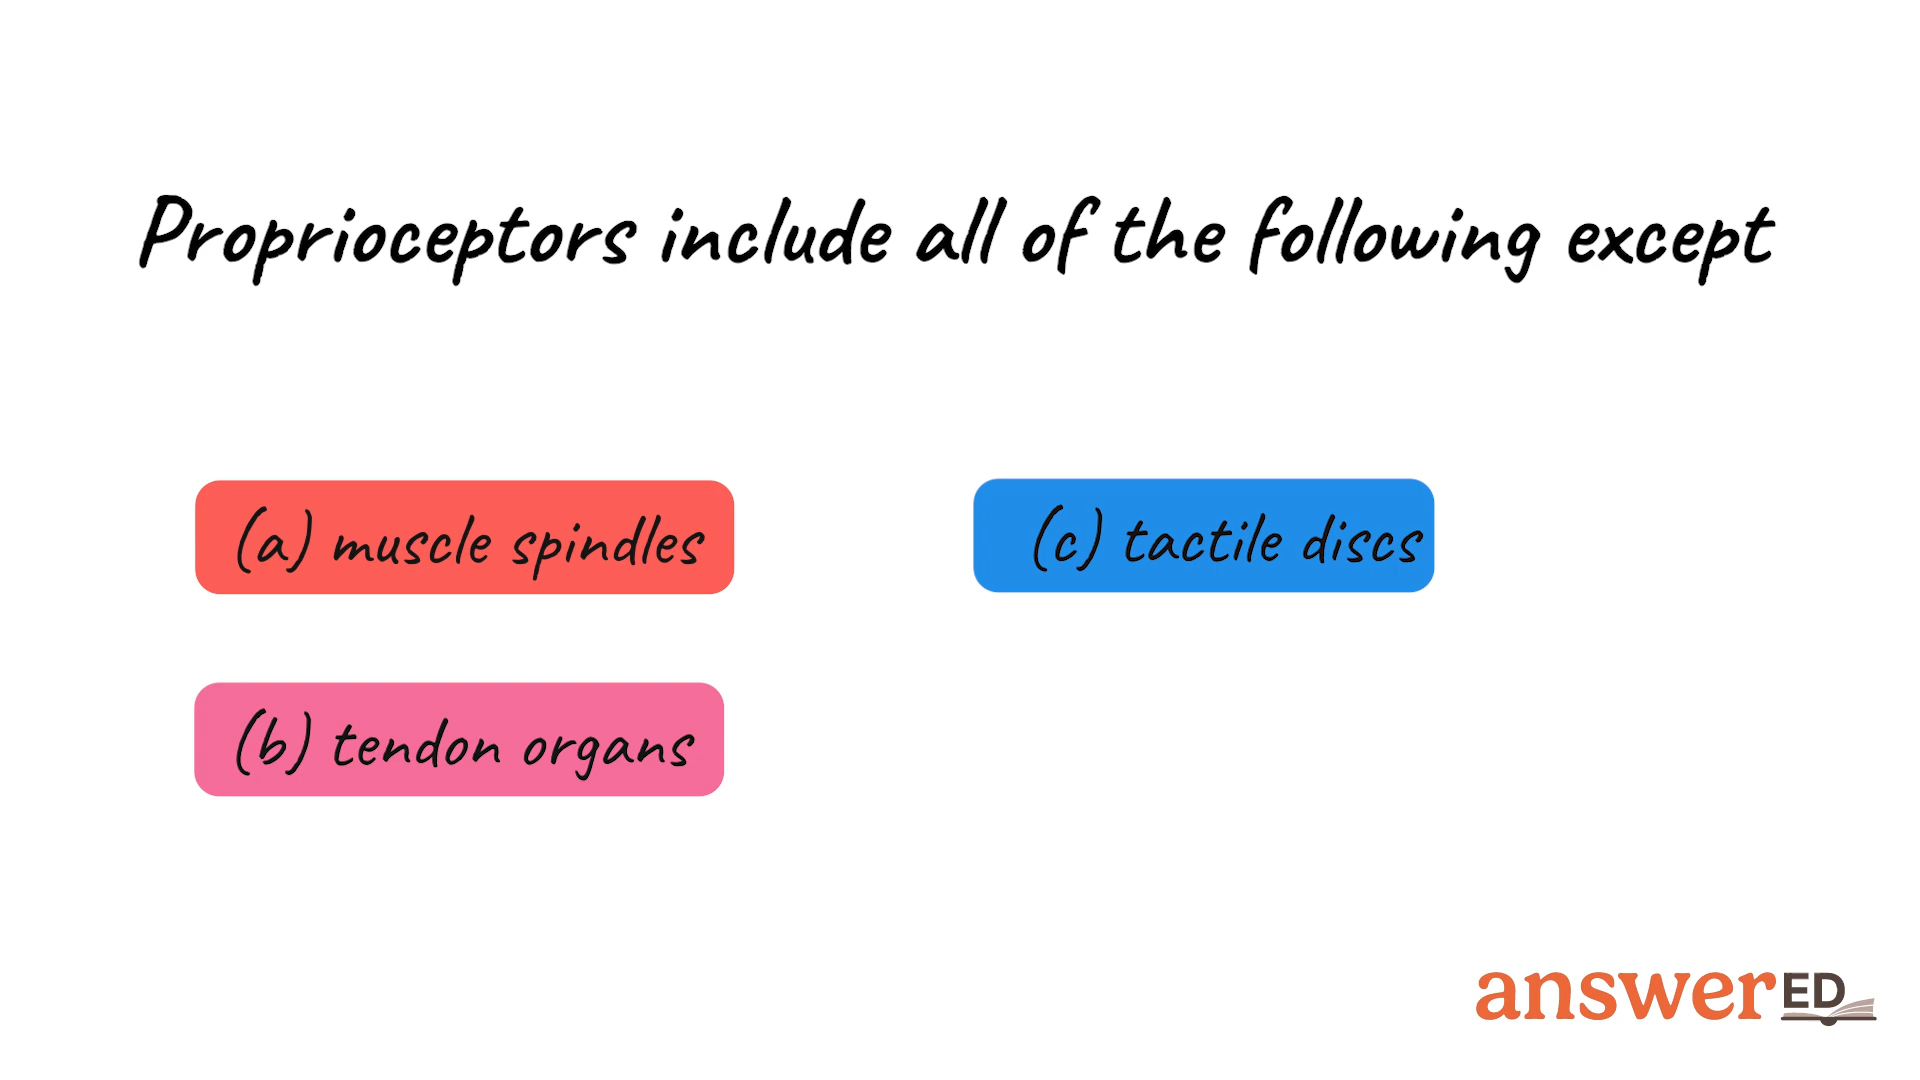 Proprioceptors include all of the following except
(a) muscle spindles
(b) tendon organs
(c) tactile discs
answerED